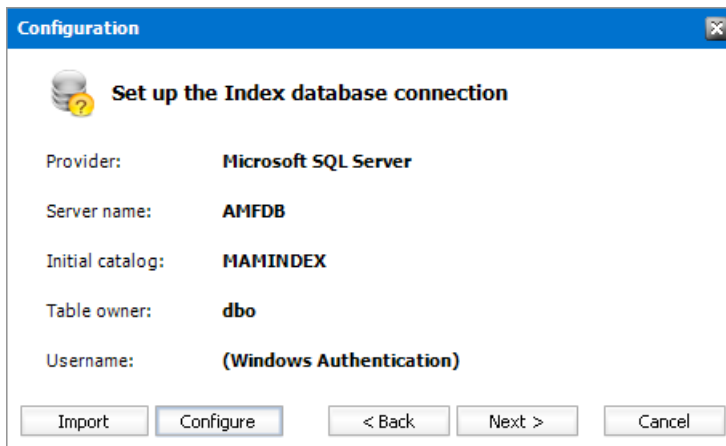 Configuration
Set up the Index database connection
Provider: Microsoft SQL Server
Server name: AMFDB
Initial catalog: MAMINDEX
Table owner: dbo
Username: (Windows Authentication)
Import Configure < Back Next > Cancel